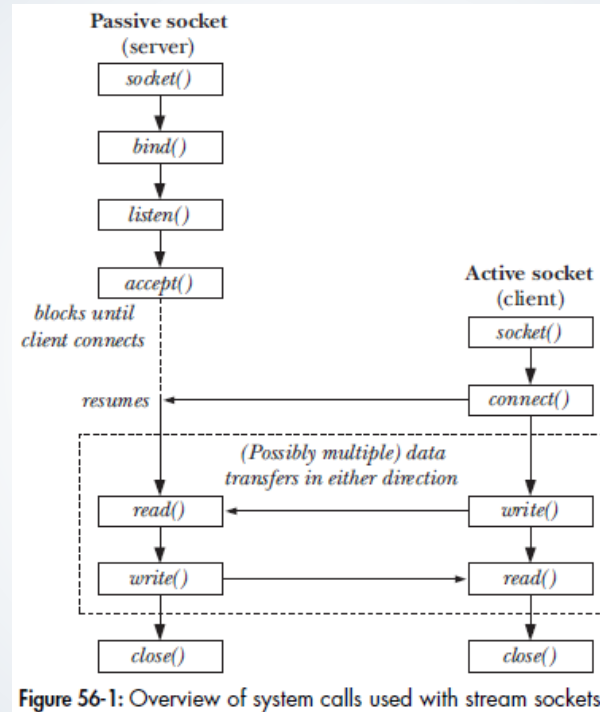 Passive socket
(server)
socket()
bind()
listen()
accept()
blocks until
client connects
Active socket
(client)
socket()
resumes
connect()
(Possibly multiple) data
transfers in either direction
read()
write()
write()
read()
close()
close()
Figure 56-1: Overview of system calls used with stream sockets